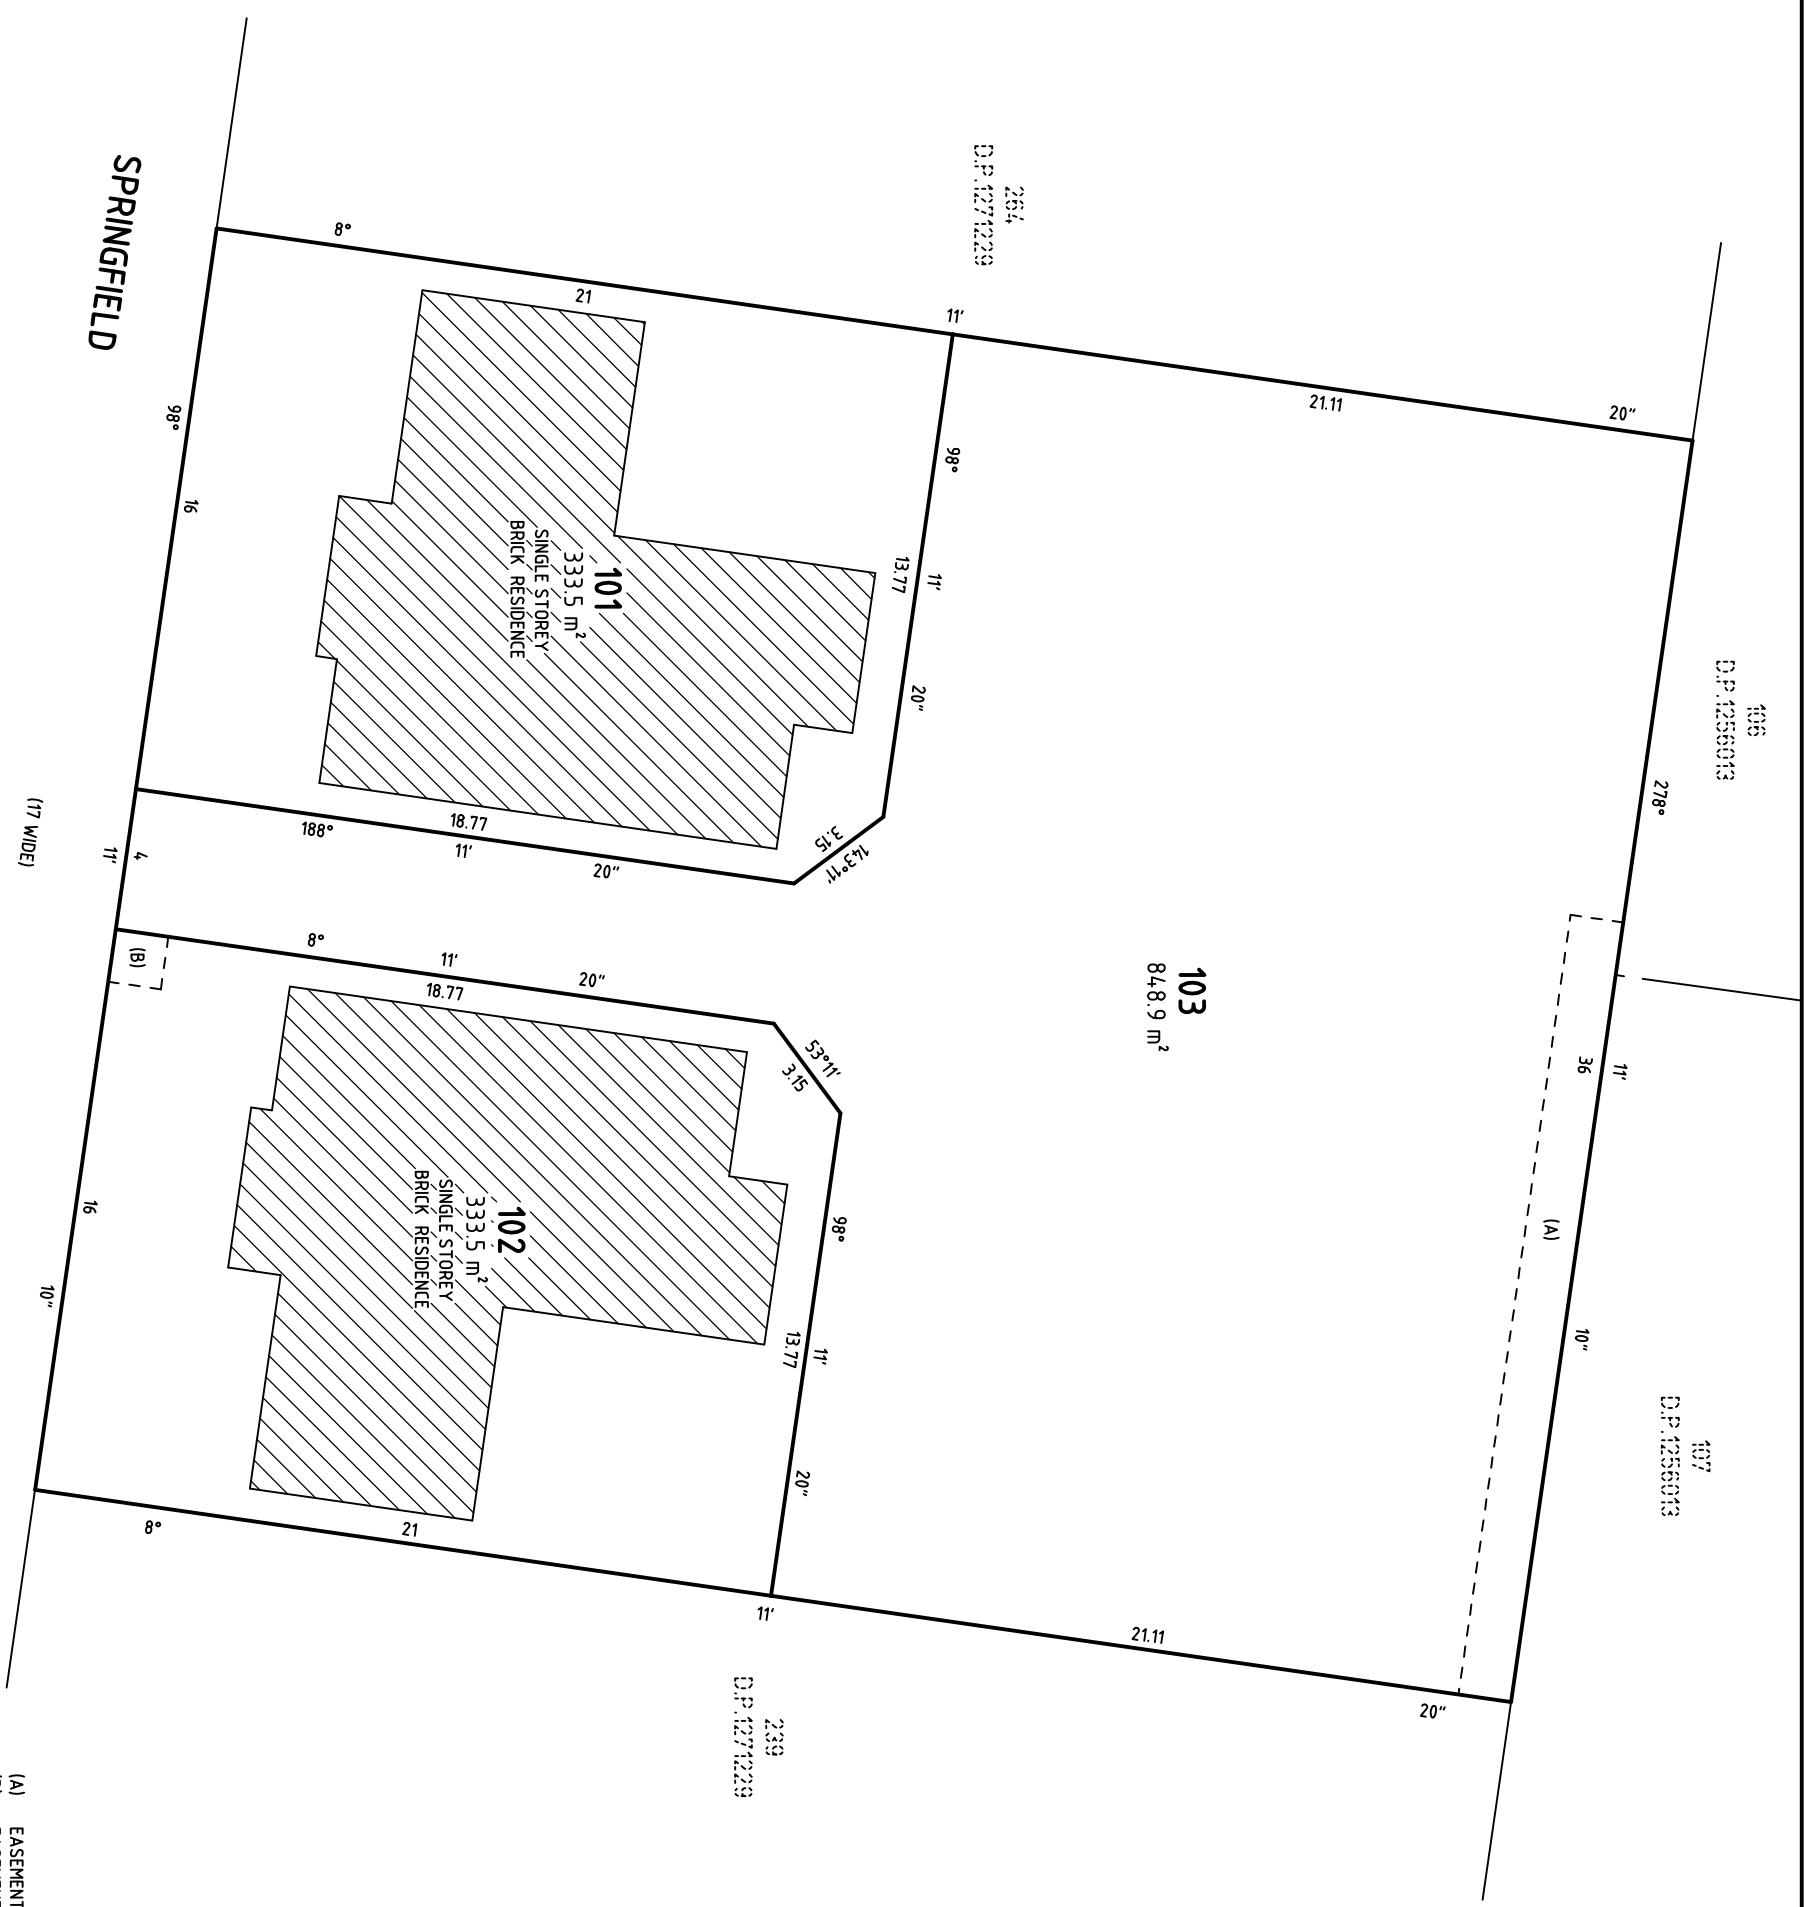 106
D.P.1256013
107
D.P.1256013
278°
11'
10"
36
(A)
264
D.P.1271229
8°
11'
20"
21
21.11
103
848.9 m²
98°
11'
20"
13.77
143°11'
3.15
101
333.5 m²
SINGLE STOREY
BRICK RESIDENCE
188°
11'
20"
18.77
8°
11'
20"
18.77
53°11'
3.15
98°
11'
20"
13.77
102
333.5 m²
SINGLE STOREY
BRICK RESIDENCE
(B)
98°
11'
10"
16
4
16
8°
11'
20"
21
21.11
239
D.P.1271229
SPRINGFIELD
(17 WIDE)
(A) EASEMENT